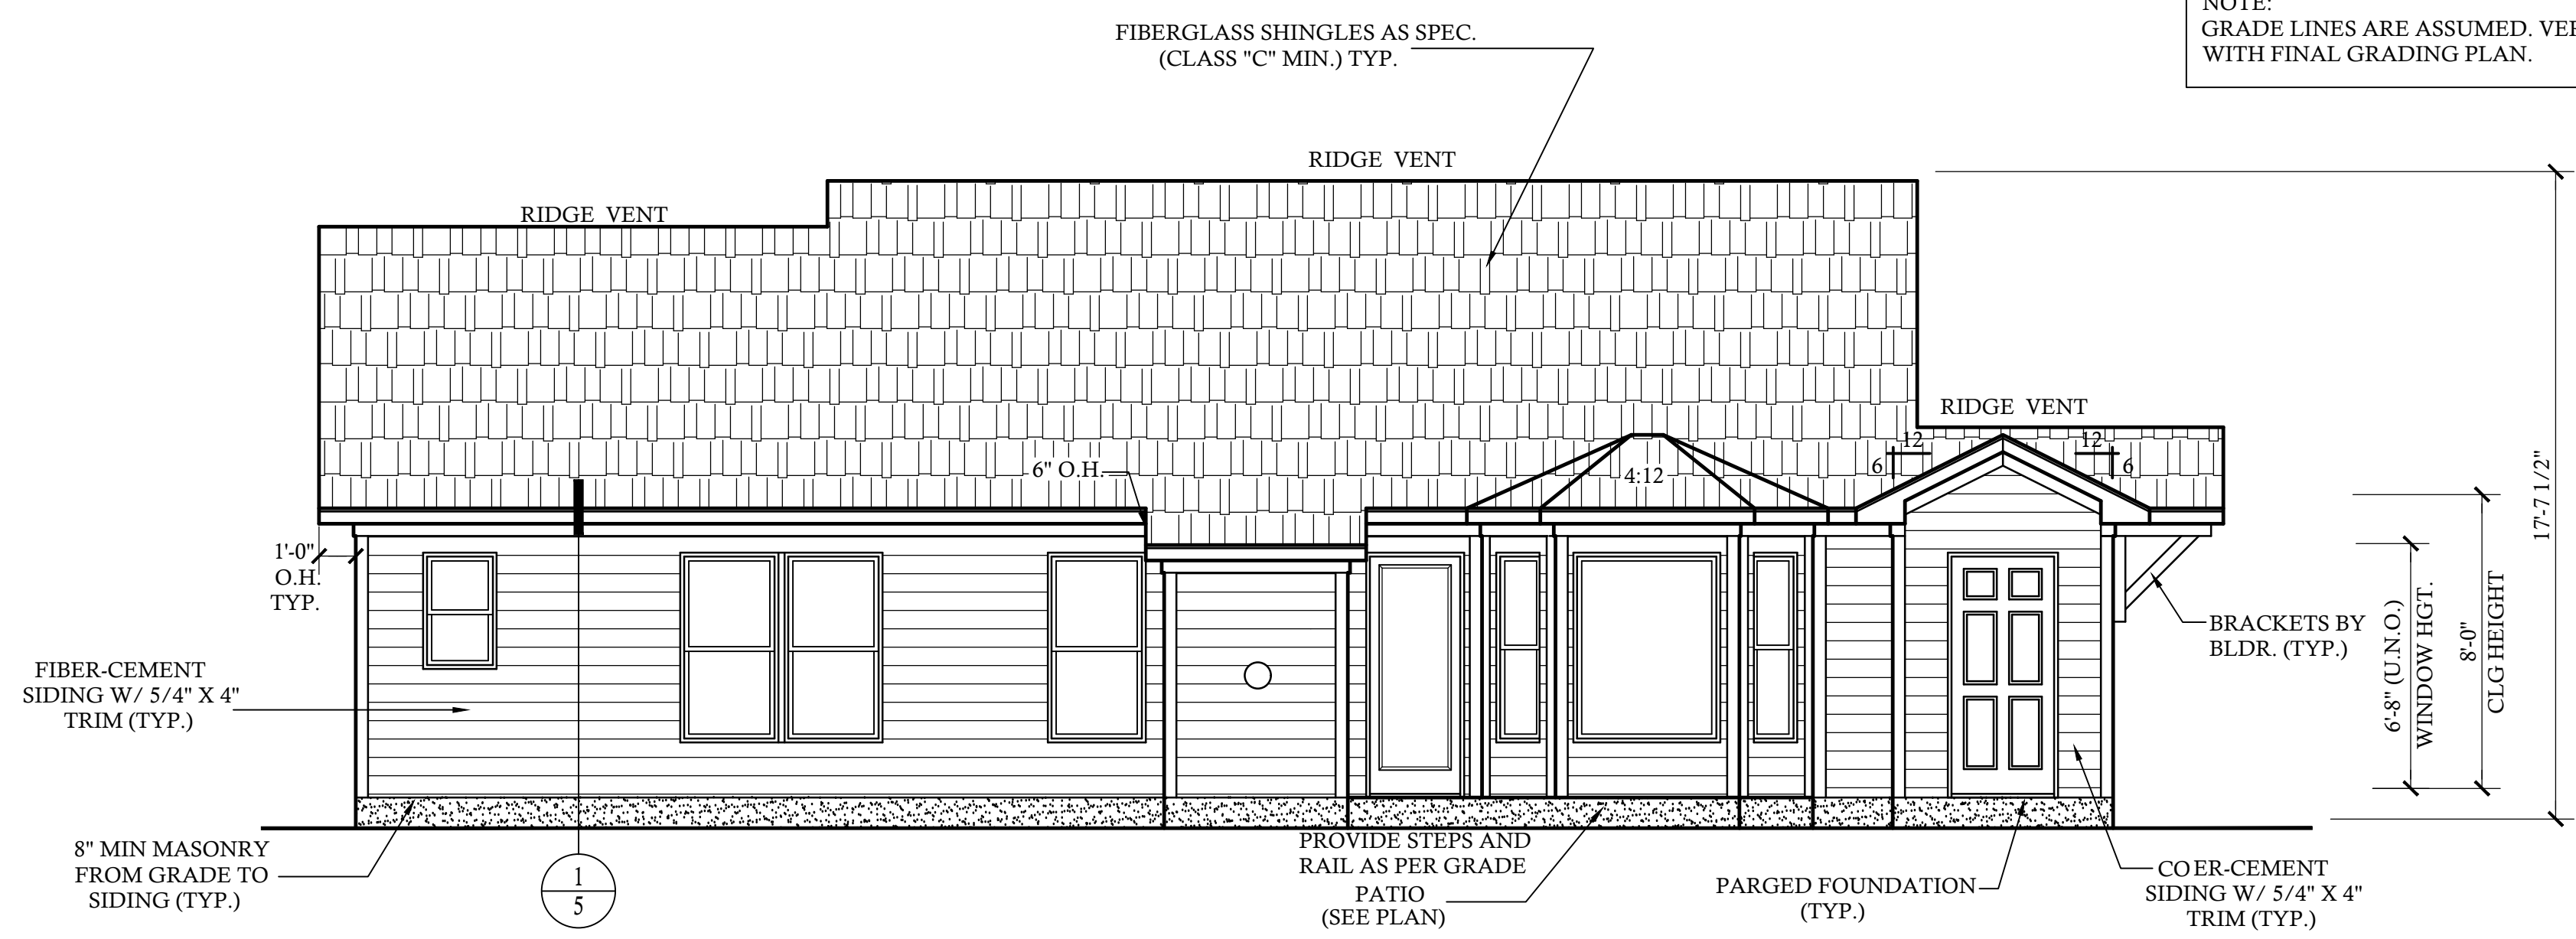 NOTE:
GRADE LINES ARE ASSUMED. 
WITH FINAL GRADING PLAN.
FIBERGLASS SHINGLES AS SPEC.
(CLASS "C" MIN.) TYP.
RIDGE VENT
RIDGE VENT
RIDGE VENT
12
6
12
6
4:12
6" O.H.
1'-0"
O.H.
TYP.
17'-7 1/2"
8'-0"
CLG HEIGHT
6'-8" (U.N.O.)
WINDOW HGT.
BRACKETS BY
BLDR. (TYP.)
FIBER-CEMENT
SIDING W/ 5/4" X 4"
TRIM (TYP.)
8" MIN MASONRY
FROM GRADE TO
SIDING (TYP.)
1
5
PROVIDE STEPS AND
RAIL AS PER GRADE
PATIO
(SEE PLAN)
PARGED FOUNDATION
(TYP.)
CO ER-CEMENT
SIDING W/ 5/4" X 4"
TRIM (TYP.)